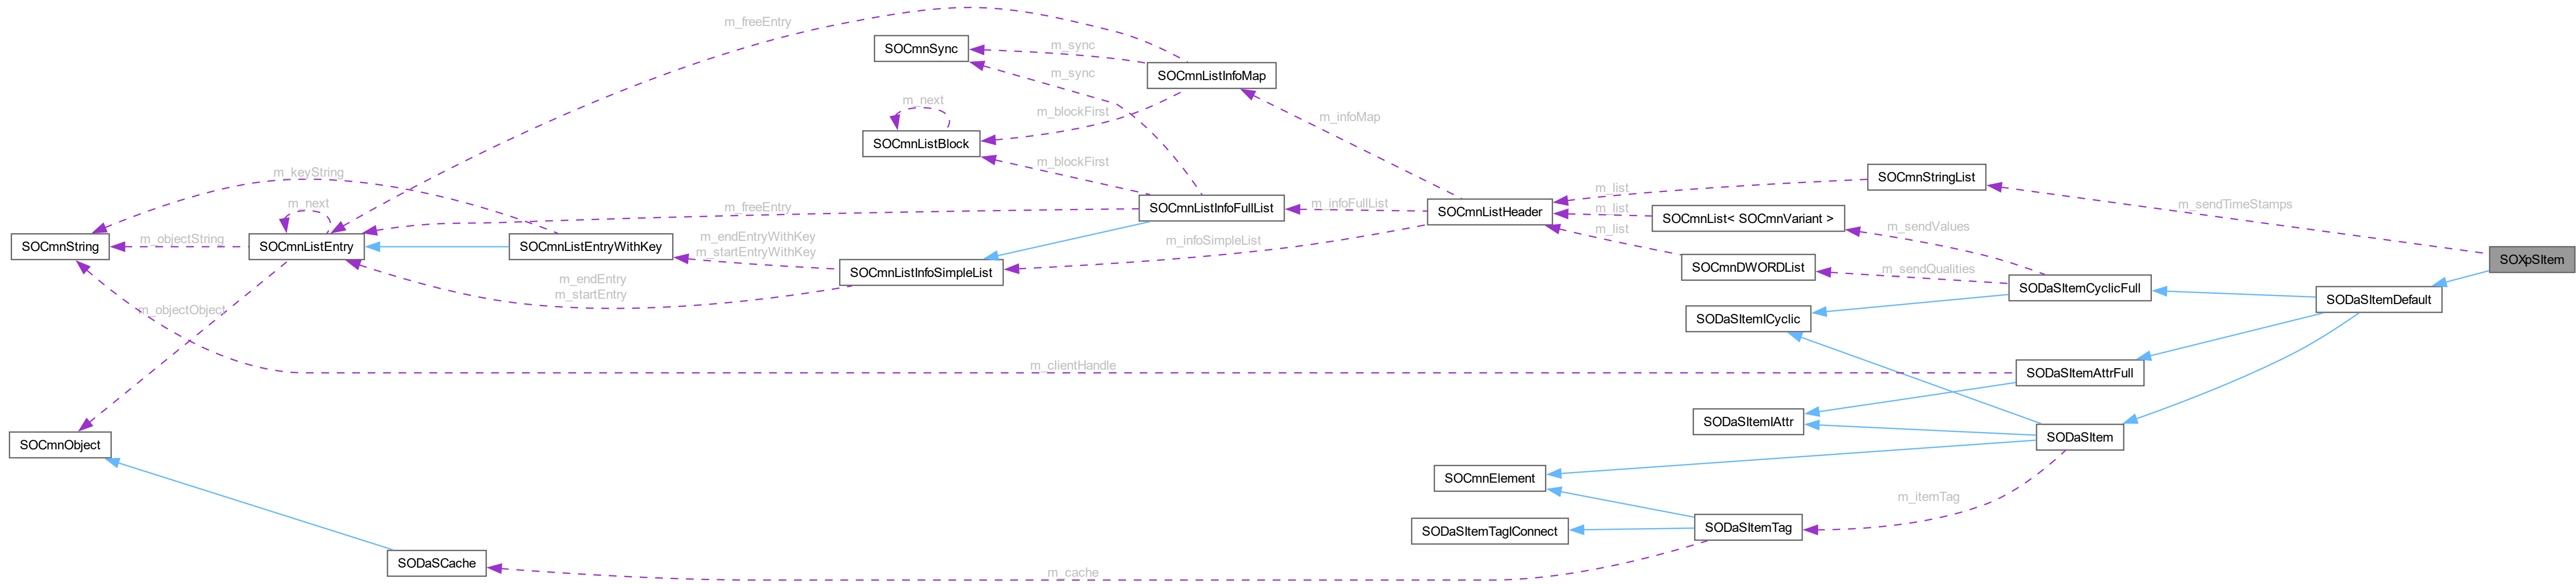 m_freeEntry
SOCmnSync
m_sync
m_sync
SOCmnListInfoMap
m_next
m_blockFirst
m_infoMap
SOCmnListBlock
m_blockFirst
m_keyString
SOCmnStringList
m_list
m_sendTimeStamps
m_next
m_freeEntry
SOCmnListInfoFullList
m_infoFullList
SOCmnListHeader
m_list
SOCmnList< SOCmnVariant >
m_list
m_sendValues
SOCmnString
m_objectString
SOCmnListEntry
SOCmnListEntryWithKey
m_endEntryWithKey
m_startEntryWithKey
m_infoSimpleList
SOCmnListInfoSimpleList
SOCmnDWORDList
m_sendQualities
SOXpSItem
m_endEntry
m_startEntry
SODaSItemCyclicFull
SODaSItemDefault
m_objectObject
SODaSItemICyclic
m_clientHandle
SODaSItemAttrFull
SODaSItemIAttr
SOCmnObject
SODaSItem
SOCmnElement
m_itemTag
SODaSItemTagIConnect
SODaSItemTag
SODaSCache
m_cache